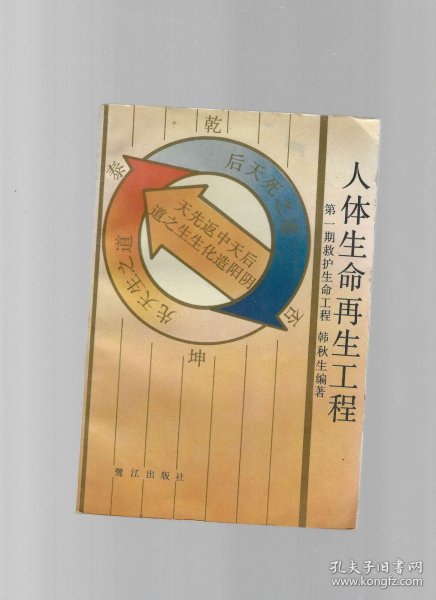 人体生命再生工程
第一期救护生命工程 韩秋生编著
乾
泰
后天死之道
后天中返先天
阴阳造化生生之道
先天生之道
否
坤
鹭江出版社
孔夫子旧书网
www.kongfz.com